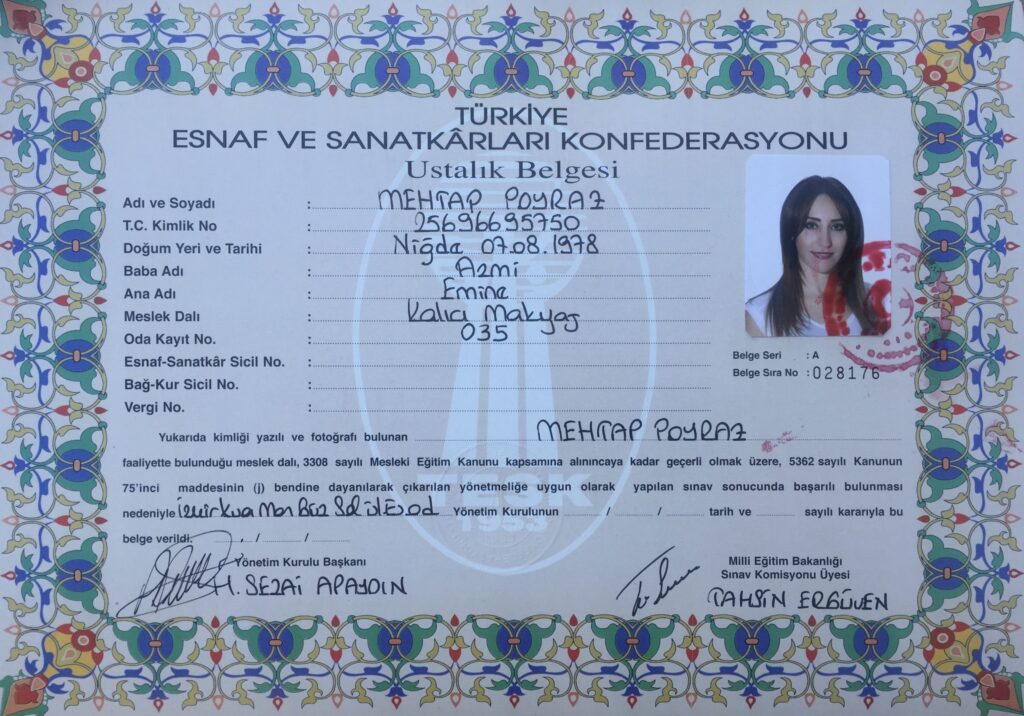 TÜRKİYE
ESNAF VE SANATKÂRLARI KONFEDERASYONU
Ustalık Belgesi
Adı ve Soyadı : MEHTAP POYRAZ
T.C. Kimlik No : 25696695750
Doğum Yeri ve Tarihi : Niğda 07.08.1978
Baba Adı : Azmi
Ana Adı : Emine
Meslek Dalı : Kalıcı Makyaj
Oda Kayıt No. : 035
Esnaf-Sanatkâr Sicil No. :
Bağ-Kur Sicil No. :
Vergi No. :
Belge Seri : A
Belge Sıra No : 028176
Yukarıda kimliği yazılı ve fotoğrafı bulunan MEHTAP POYRAZ
faaliyette bulunduğu meslek dalı, 3308 sayılı Mesleki Eğitim Kanunu kapsamına alınıncaya kadar geçerli olmak üzere, 5362 sayılı Kanunun
75'inci maddesinin (j) bendine dayanılarak çıkarılan yönetmeliğe uygun olarak yapılan sınav sonucunda başarılı bulunması
nedeniyle Yönetim Kurulunun / / tarih ve sayılı kararıyla bu
belge verildi. / /
TESK
1953
Yönetim Kurulu Başkanı
H. SEZAİ APAYDIN
Milli Eğitim Bakanlığı
Sınav Komisyonu Üyesi
TAHSİN ERGÜVEN